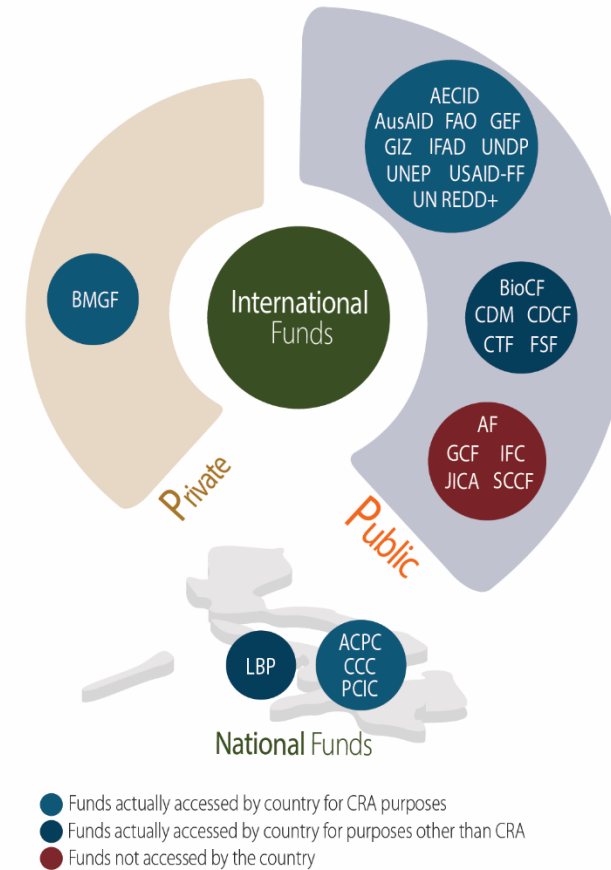 AECID
AusAID FAO GEF
GIZ IFAD UNDP
UNEP USAID-FF
UN REDD+
BMGF
International
Funds
BioCF
CDM CDCF
CTF FSF
AF
GCF IFC
JICA SCCF
Private
Public
LBP
ACPC
CCC
PCIC
National Funds
Funds actually accessed by country for CRA purposes
Funds actually accessed by country for purposes other than CRA
Funds not accessed by the country